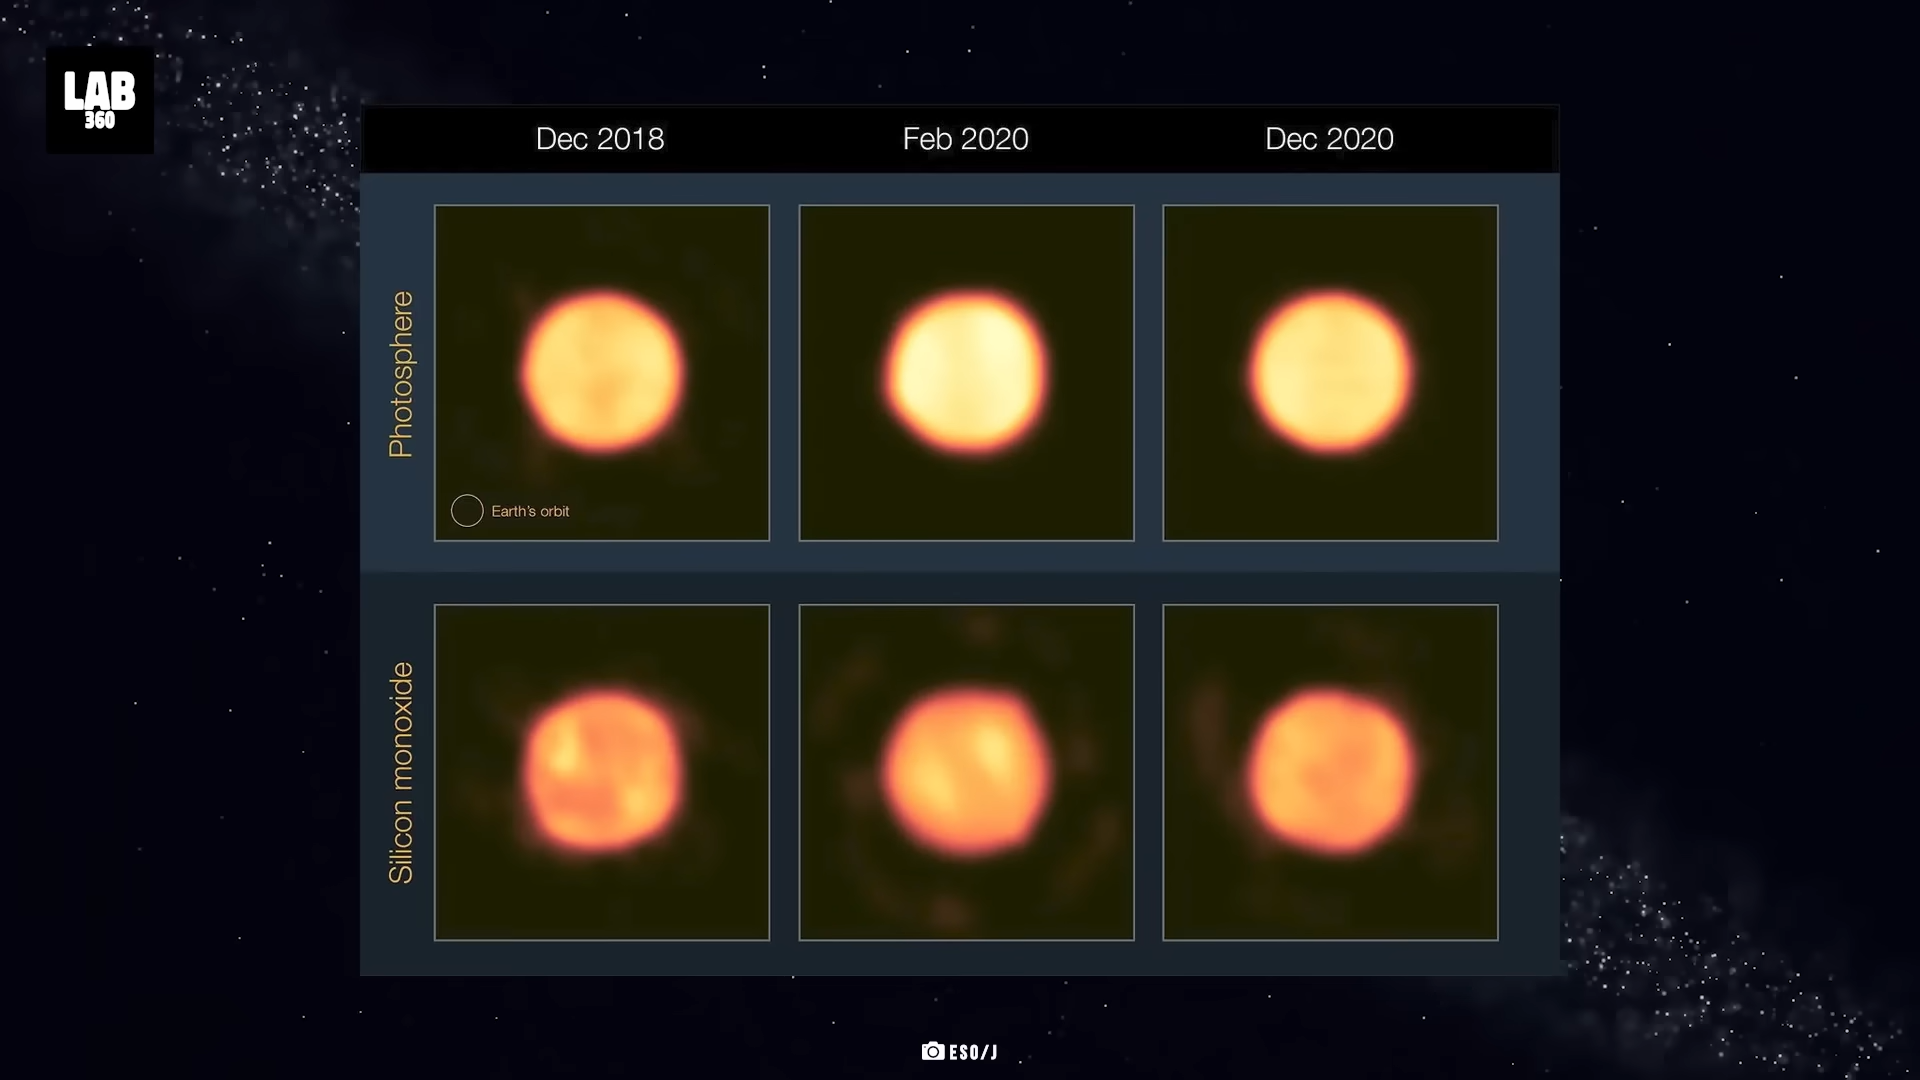 LAB
360
Dec 2018
Feb 2020
Dec 2020
Photosphere
Earth's orbit
Silicon monoxide
ESO/J